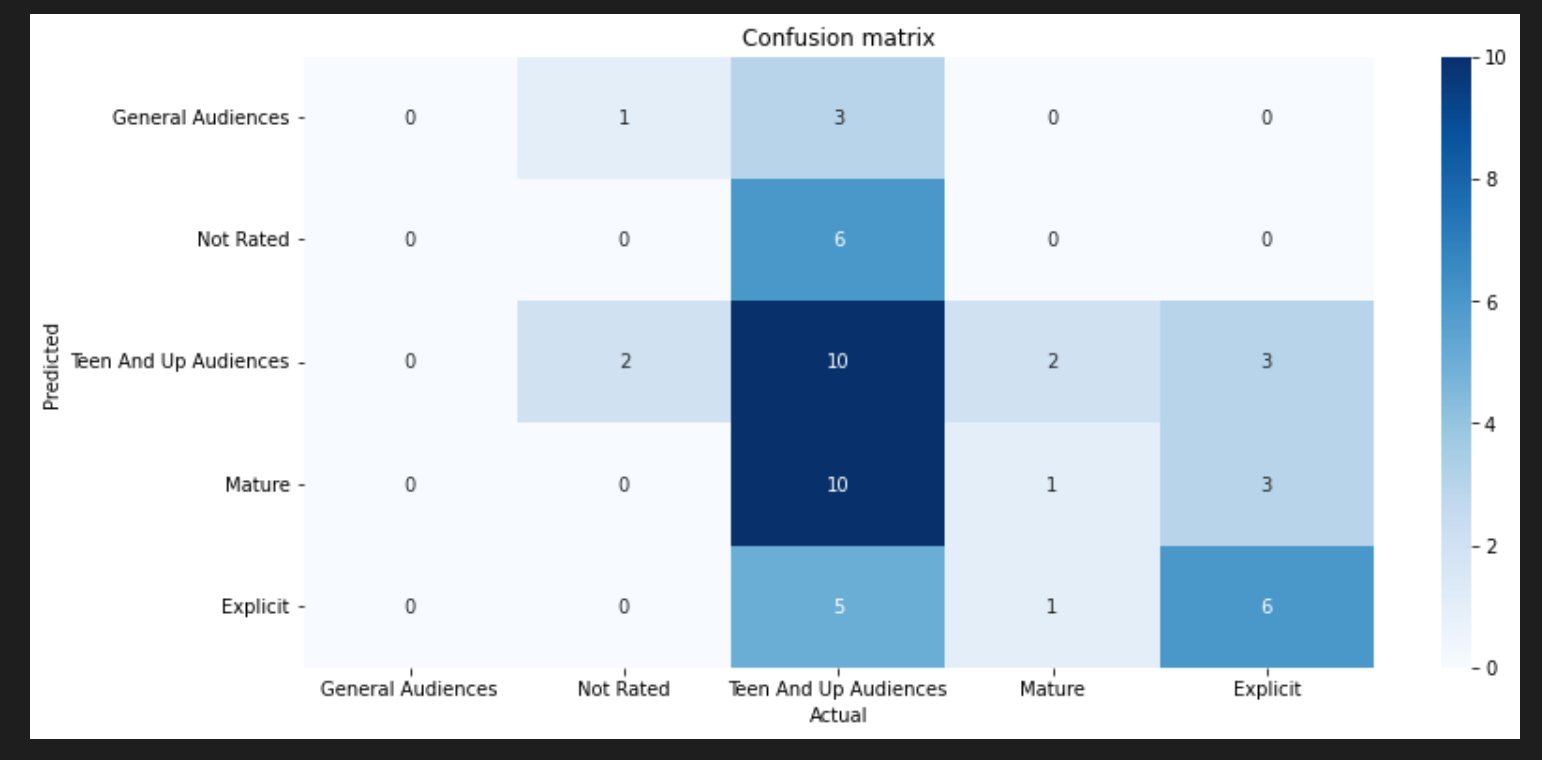 Confusion matrix
General Audiences 0 1 3 0 0
Not Rated 0 0 6 0 0
Teen And Up Audiences 0 2 10 2 3
Mature 0 0 10 1 3
Explicit 0 0 5 1 6
Predicted
General Audiences Not Rated Teen And Up Audiences Mature Explicit
Actual
10
8
6
4
2
0